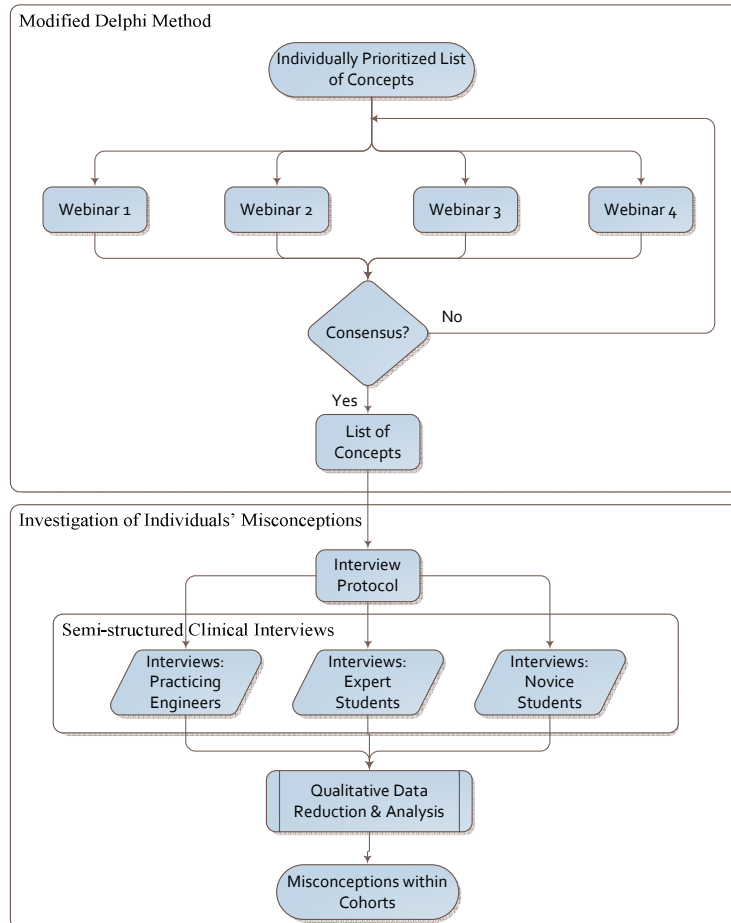 Modified Delphi Method
Individually Prioritized List
of Concepts
Webinar 1
Webinar 2
Webinar 3
Webinar 4
Consensus?
No
Yes
List of
Concepts
Investigation of Individuals’ Misconceptions
Interview
Protocol
Semi-structured Clinical Interviews
Interviews:
Practicing
Engineers
Interviews:
Expert
Students
Interviews:
Novice
Students
Qualitative Data
Reduction & Analysis
Misconceptions within
Cohorts